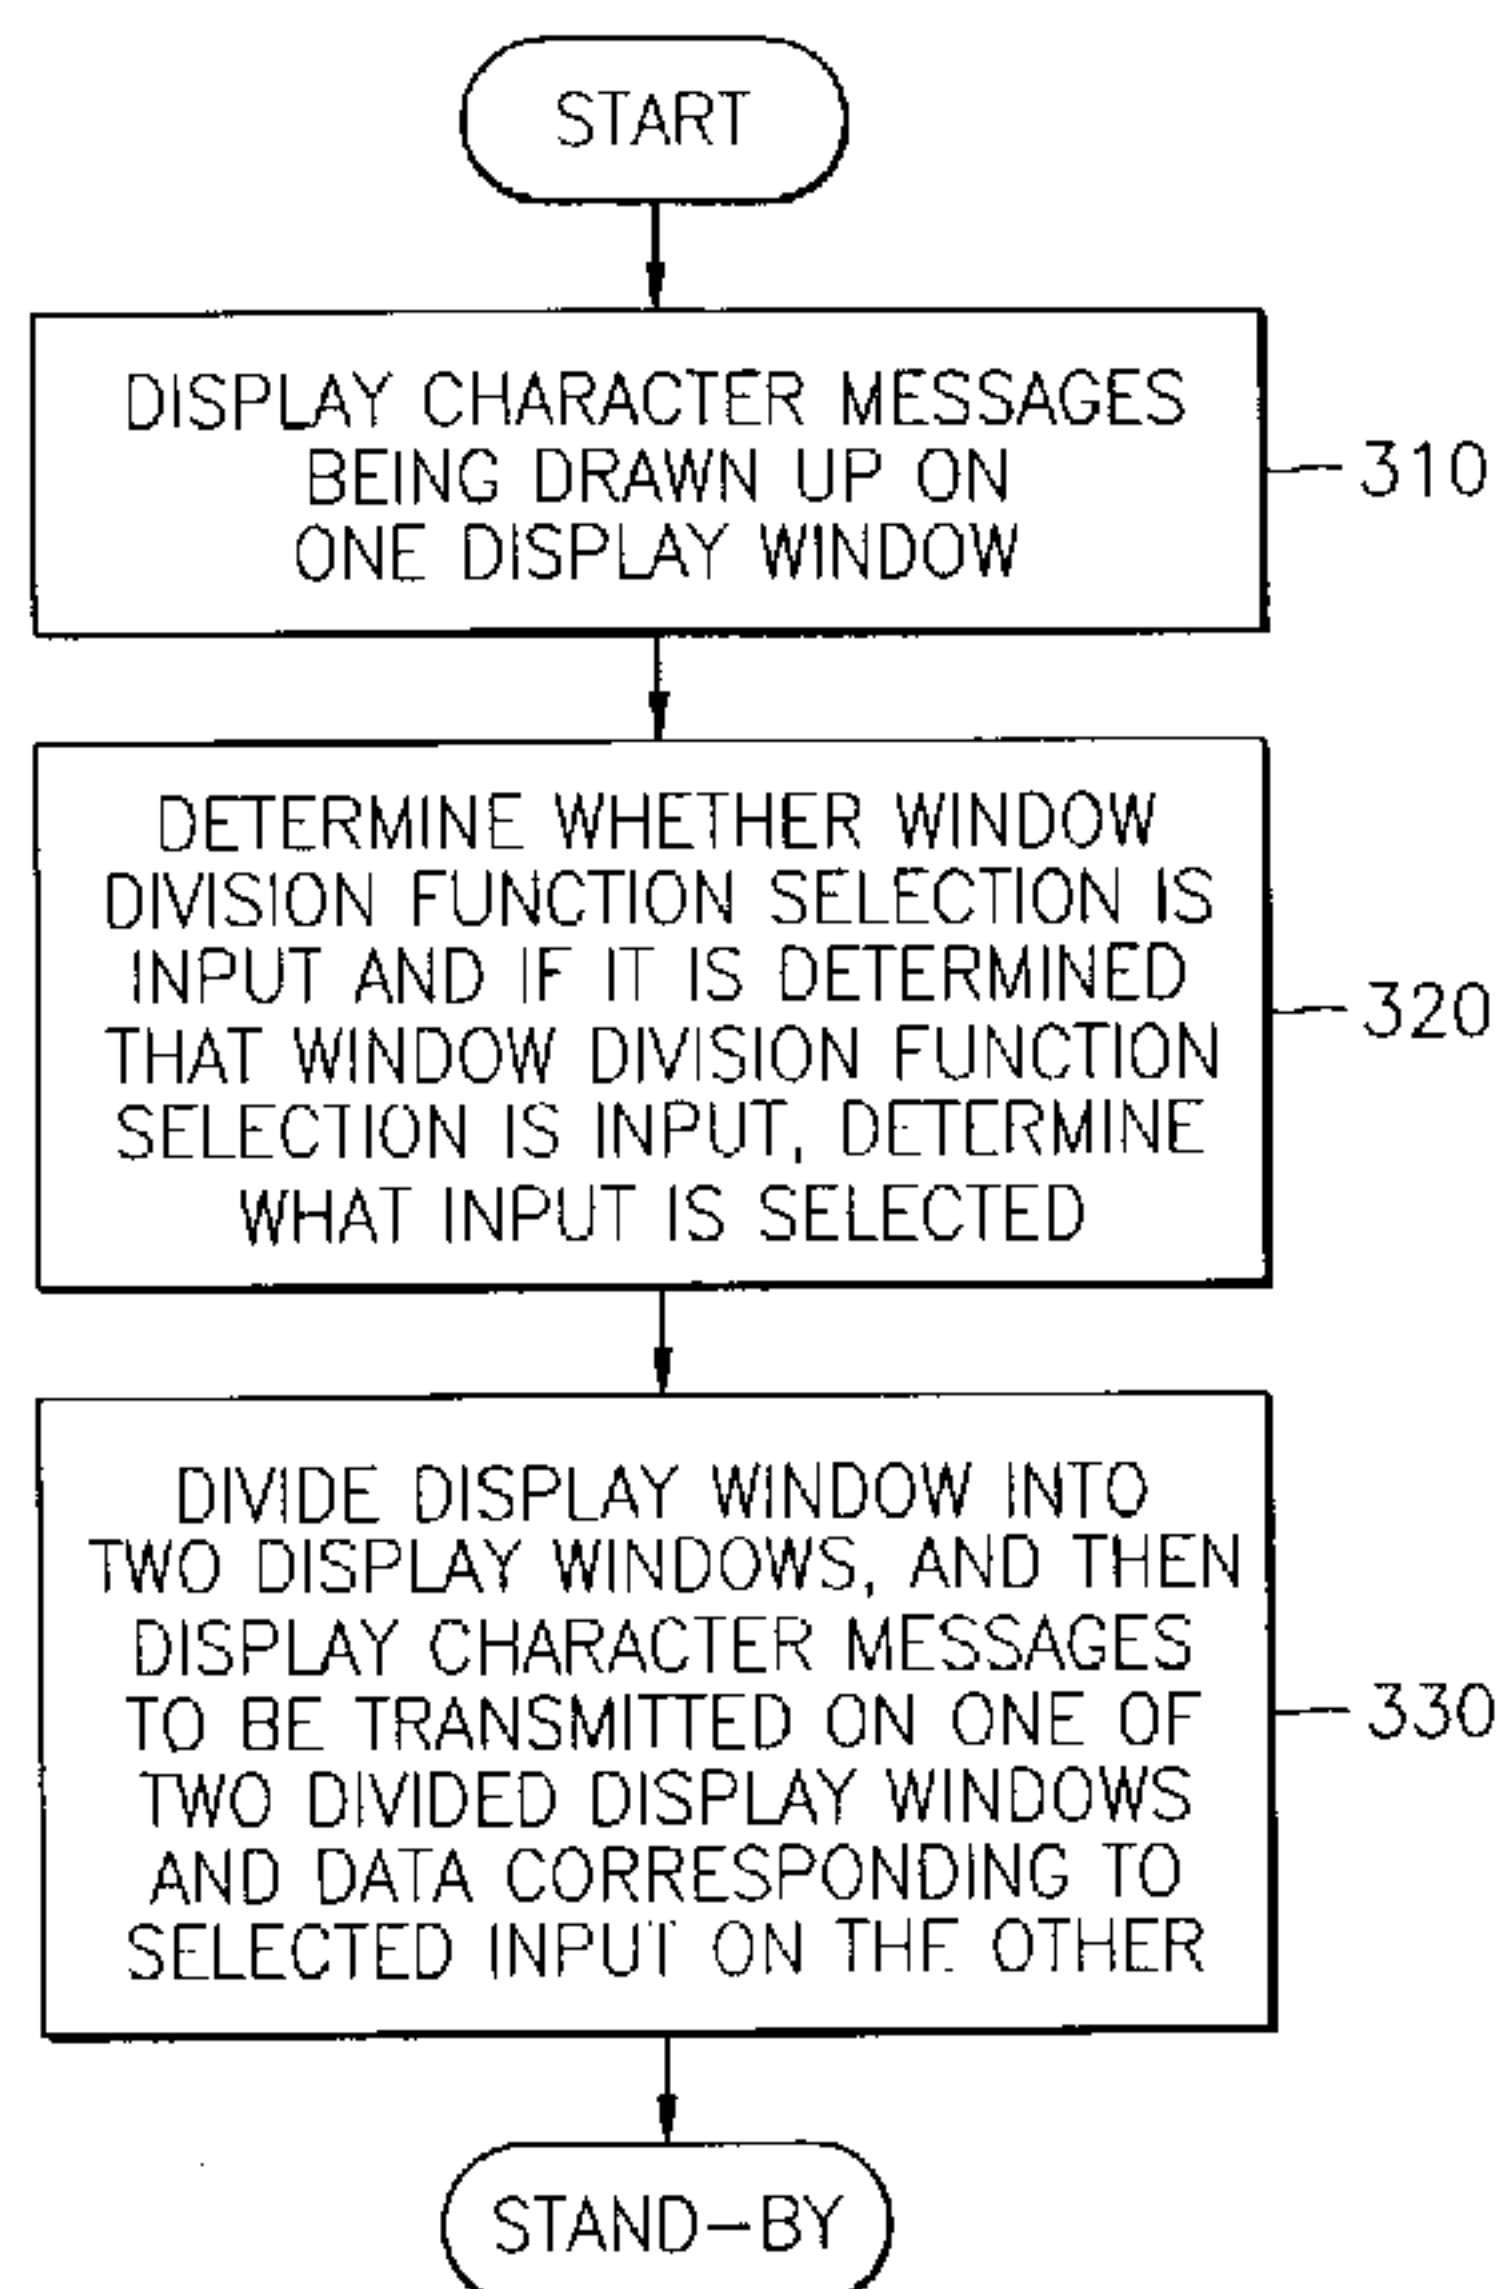 START
DISPLAY CHARACTER MESSAGES
BEING DRAWN UP ON
ONE DISPLAY WINDOW
310
DETERMINE WHETHER WINDOW
DIVISION FUNCTION SELECTION IS
INPUT AND IF IT IS DETERMINED
THAT WINDOW DIVISION FUNCTION
SELECTION IS INPUT, DETERMINE
WHAT INPUT IS SELECTED
320
DIVIDE DISPLAY WINDOW INTO
TWO DISPLAY WINDOWS, AND THEN
DISPLAY CHARACTER MESSAGES
TO BE TRANSMITTED ON ONE OF
TWO DIVIDED DISPLAY WINDOWS
AND DATA CORRESPONDING TO
SELECTED INPUT ON THE OTHER
330
STAND-BY